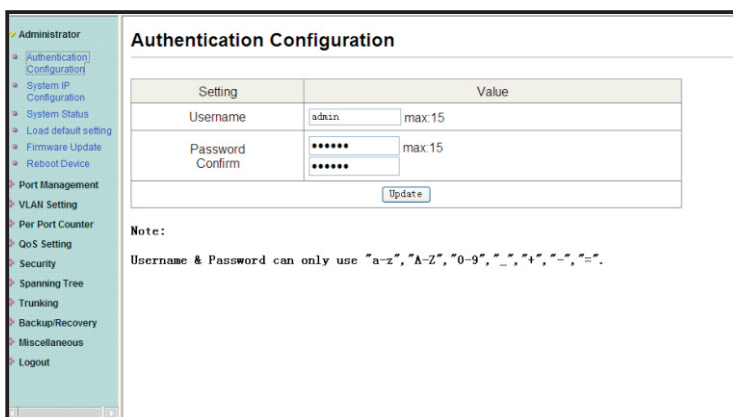 Administrator
Authentication
Configuration
System IP
Configuration
System Status
Load default setting
Firmware Update
Reboot Device
Port Management
VLAN Setting
Per Port Counter
QoS Setting
Security
Spanning Tree
Trunking
Backup/Recovery
Miscellaneous
Logout
Authentication Configuration
Setting Value
Username admin max:15
Password •••••• max:15
Confirm ••••••
Update
Note:
Username & Password can only use "a-z","A-Z","0-9","_","+","-","=".